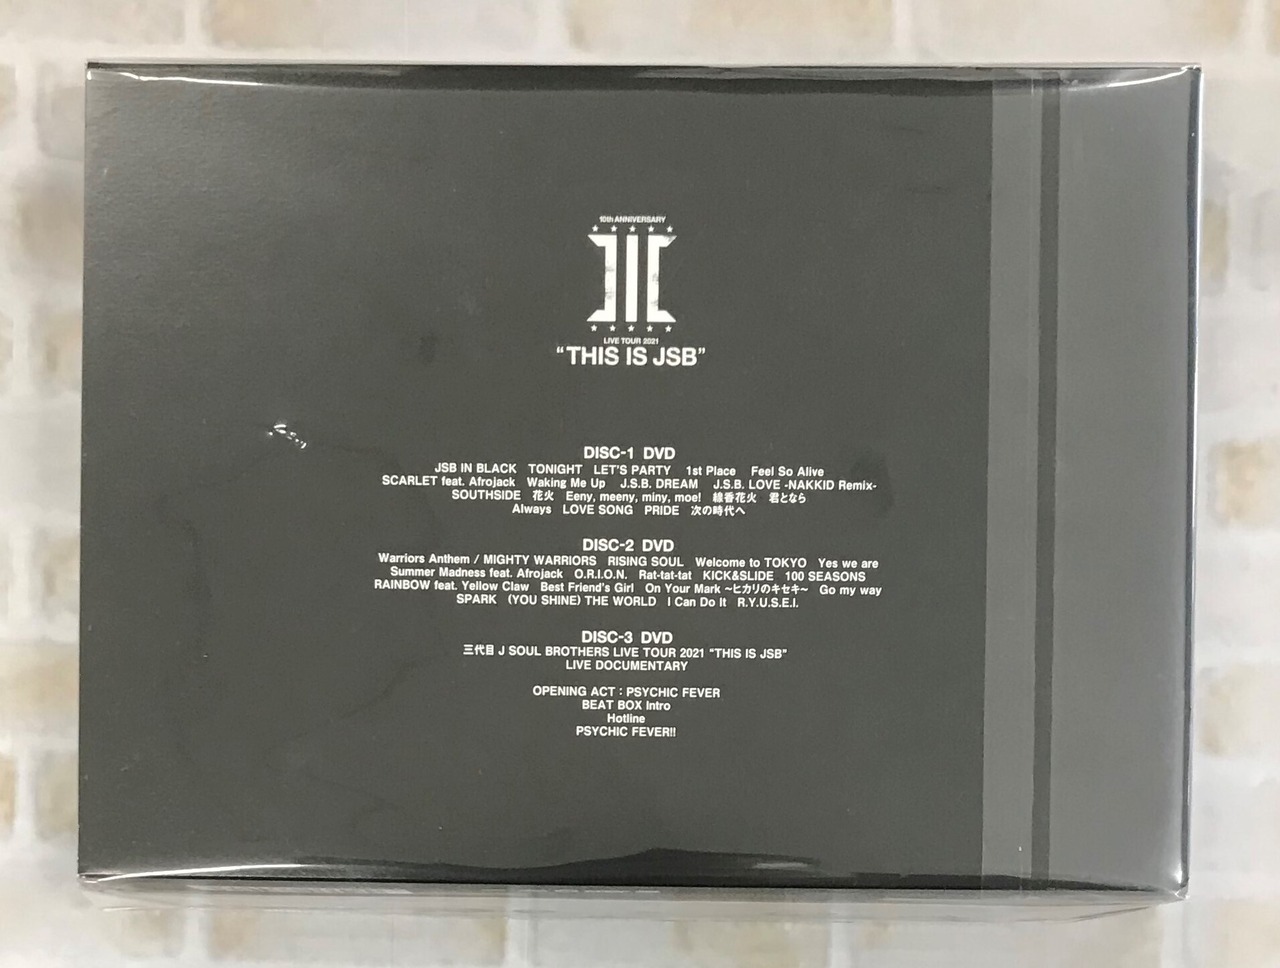 10th ANNIVERSARY
LIVE TOUR 2021
“THIS IS JSB”
DISC-1 DVD
JSB IN BLACK TONIGHT LET'S PARTY 1st Place Feel So Alive
SCARLET feat. Afrojack Waking Me Up J.S.B. DREAM J.S.B. LOVE -NAKKID Remix-
SOUTHSIDE 花火 Eeny, meeny, miny, moe! 線香花火 君となら
Always LOVE SONG PRIDE 次の時代へ
DISC-2 DVD
Warriors Anthem / MIGHTY WARRIORS RISING SOUL Welcome to TOKYO Yes we are
Summer Madness feat. Afrojack O.R.I.O.N. Rat-tat-tat KICK&SLIDE 100 SEASONS
RAINBOW feat. Yellow Claw Best Friend's Girl On Your Mark ~ヒカリのキセキ~ Go my way
SPARK (YOU SHINE) THE WORLD I Can Do It R.Y.U.S.E.I.
DISC-3 DVD
三代目 J SOUL BROTHERS LIVE TOUR 2021 "THIS IS JSB"
LIVE DOCUMENTARY
OPENING ACT : PSYCHIC FEVER
BEAT BOX Intro
Hotline
PSYCHIC FEVER!!